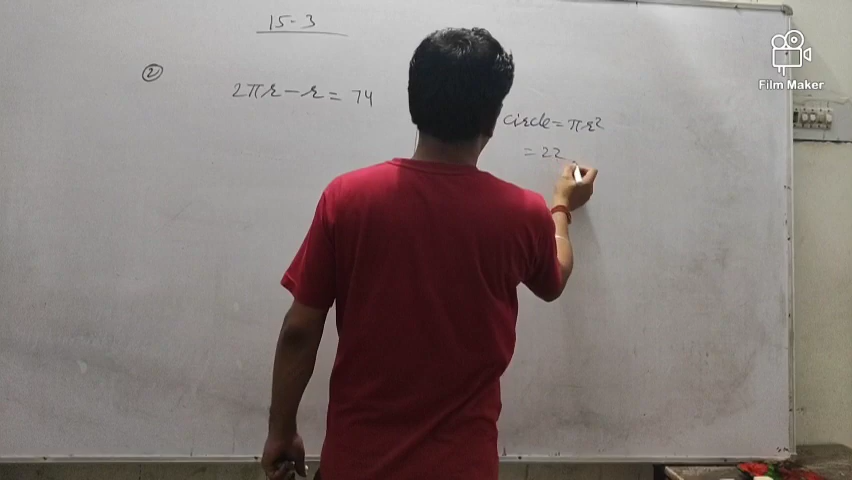 15-3
②
2πr - r = 74
circle = πr²
= 22
Film Maker